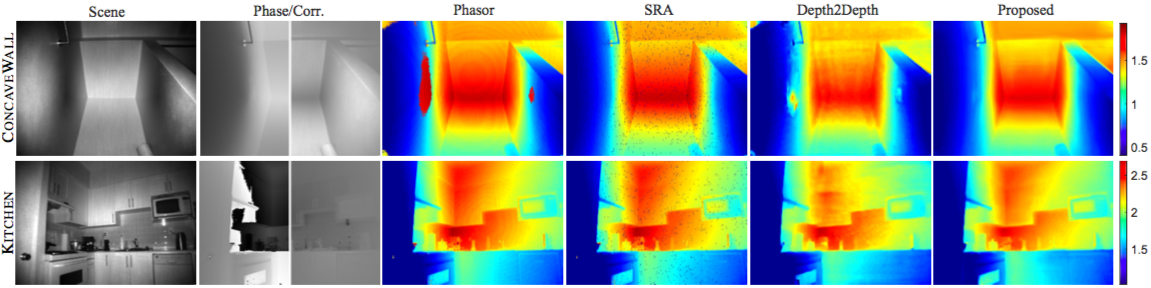 Scene Phase/Corr. Phasor SRA Depth2Depth Proposed
CONCAVEWALL
1.5
1
0.5
KITCHEN
2.5
2
1.5